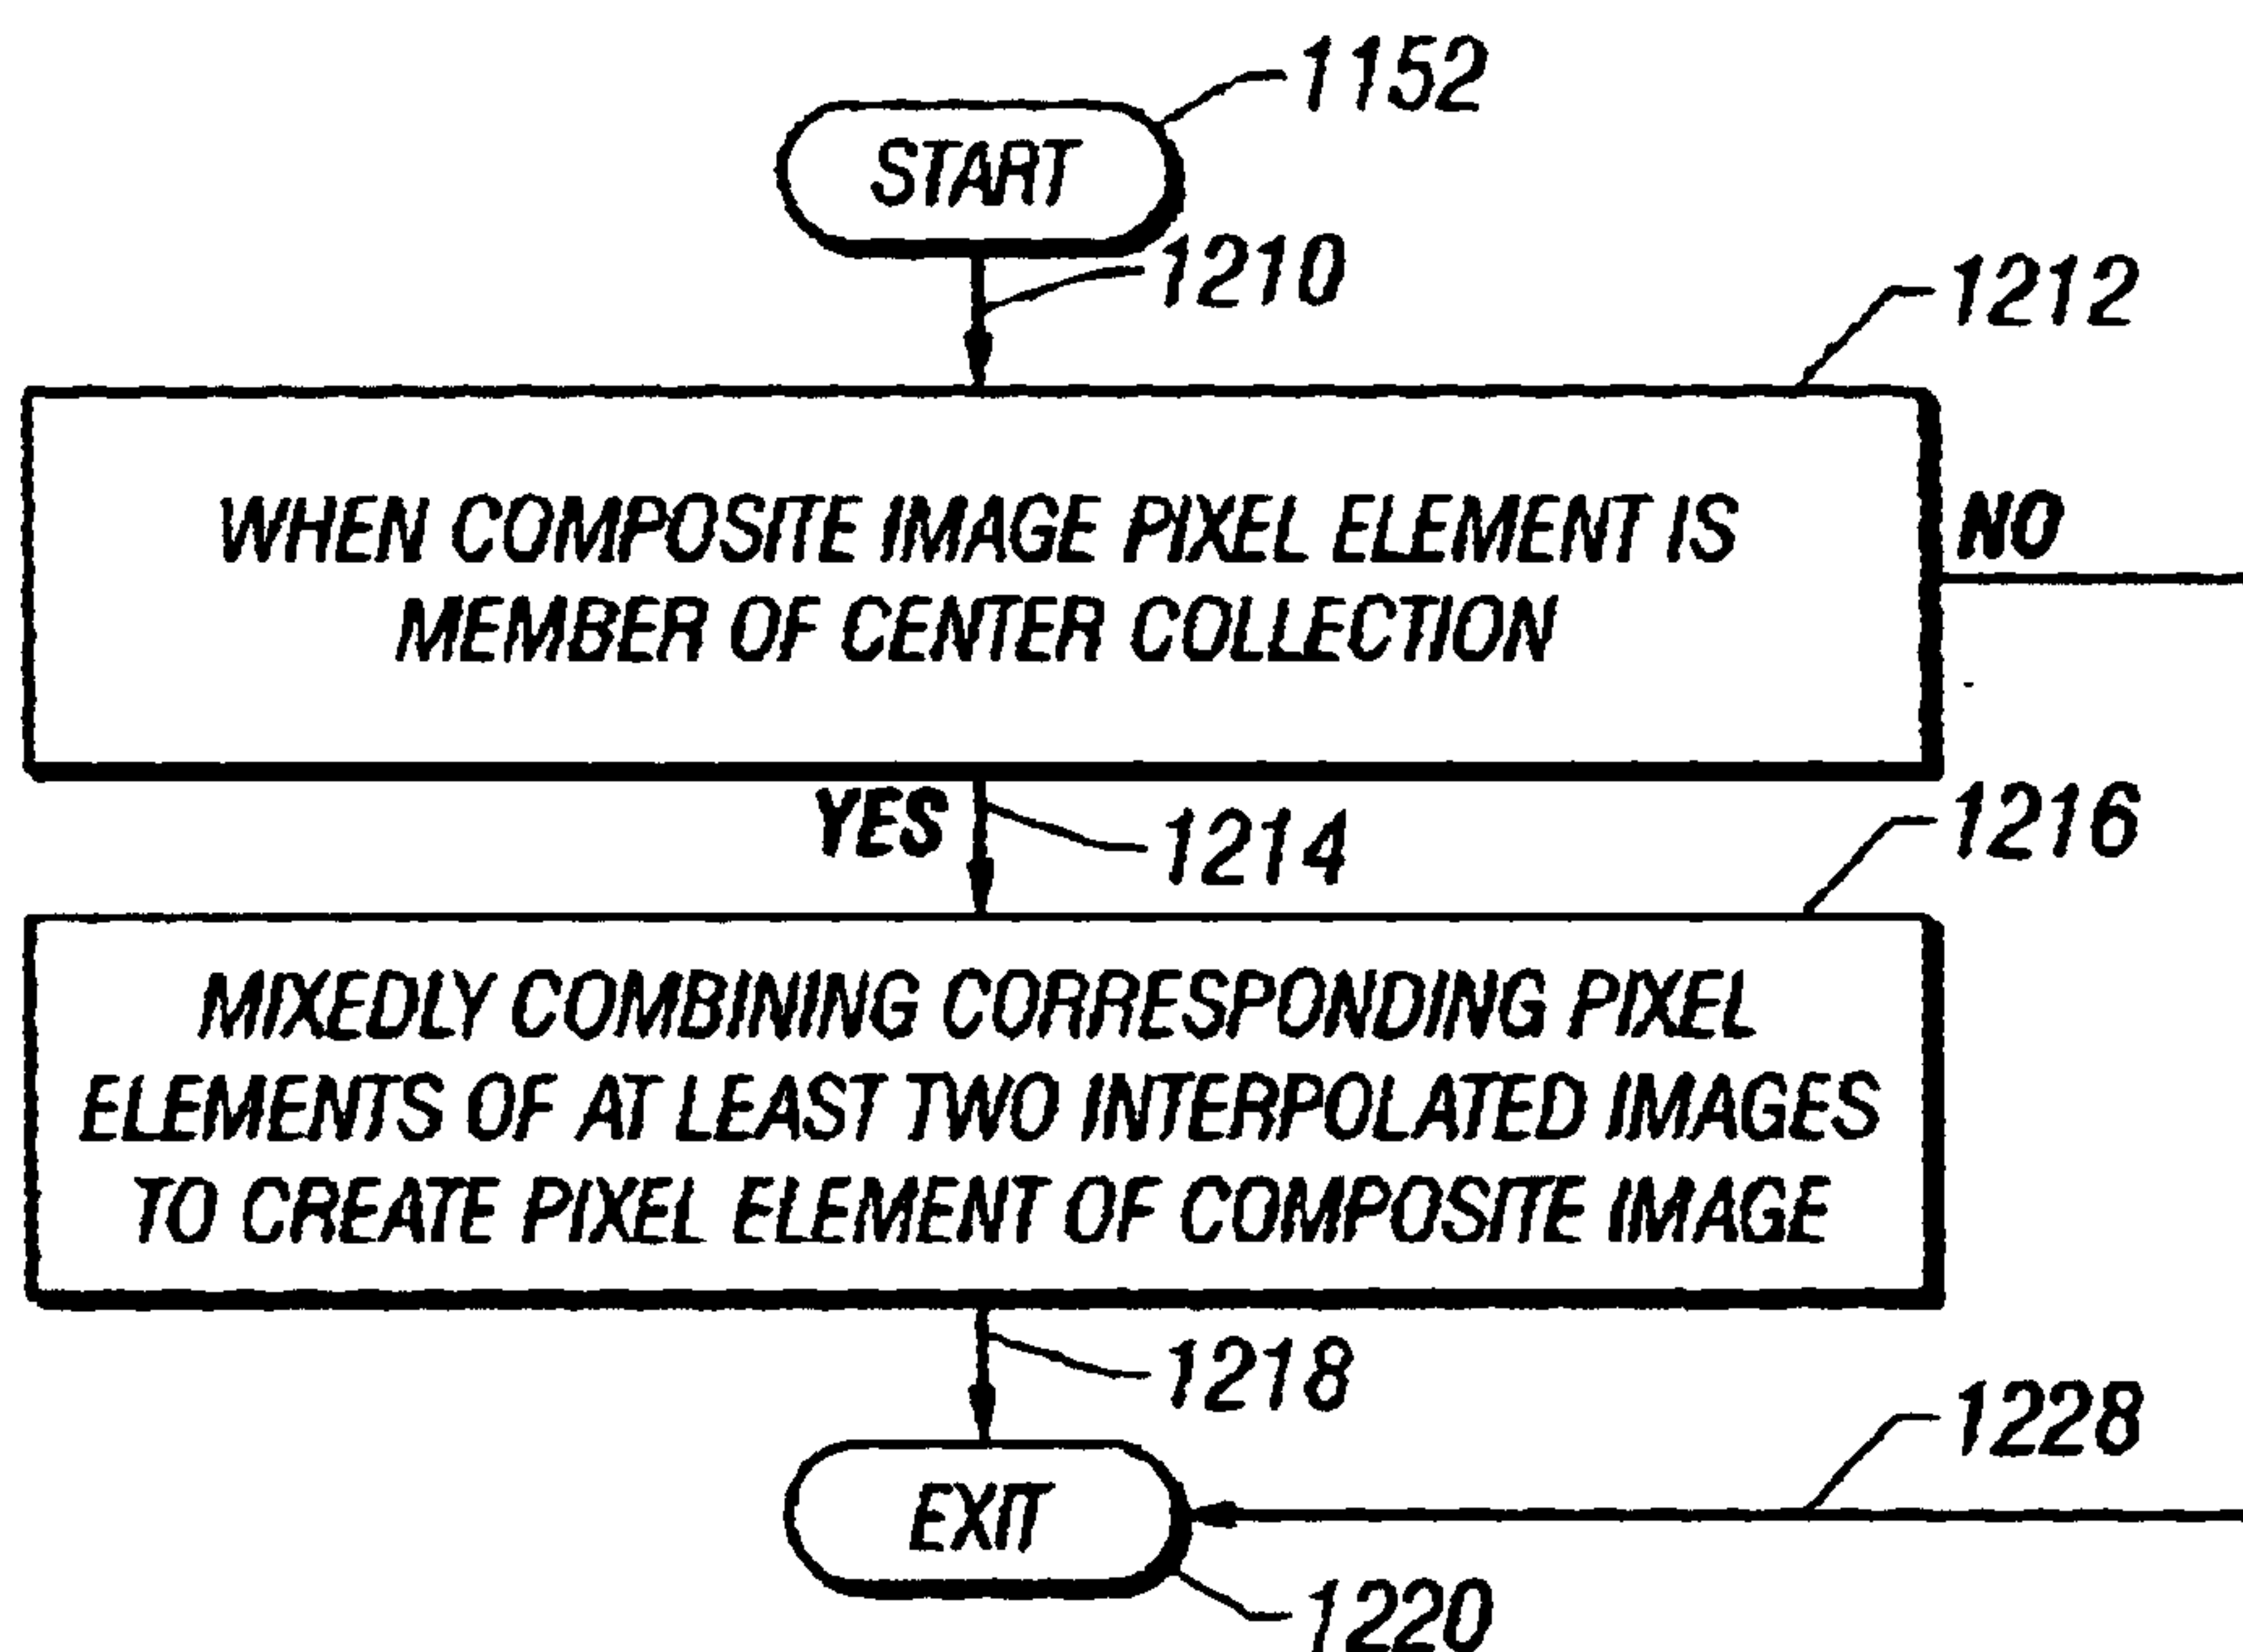 1152
START
1210
1212
WHEN COMPOSITE IMAGE PIXEL ELEMENT IS
MEMBER OF CENTER COLLECTION
NO
YES
1214
1216
MIXEDLY COMBINING CORRESPONDING PIXEL
ELEMENTS OF AT LEAST TWO INTERPOLATED IMAGES
TO CREATE PIXEL ELEMENT OF COMPOSITE IMAGE
1218
1228
EXIT
1220